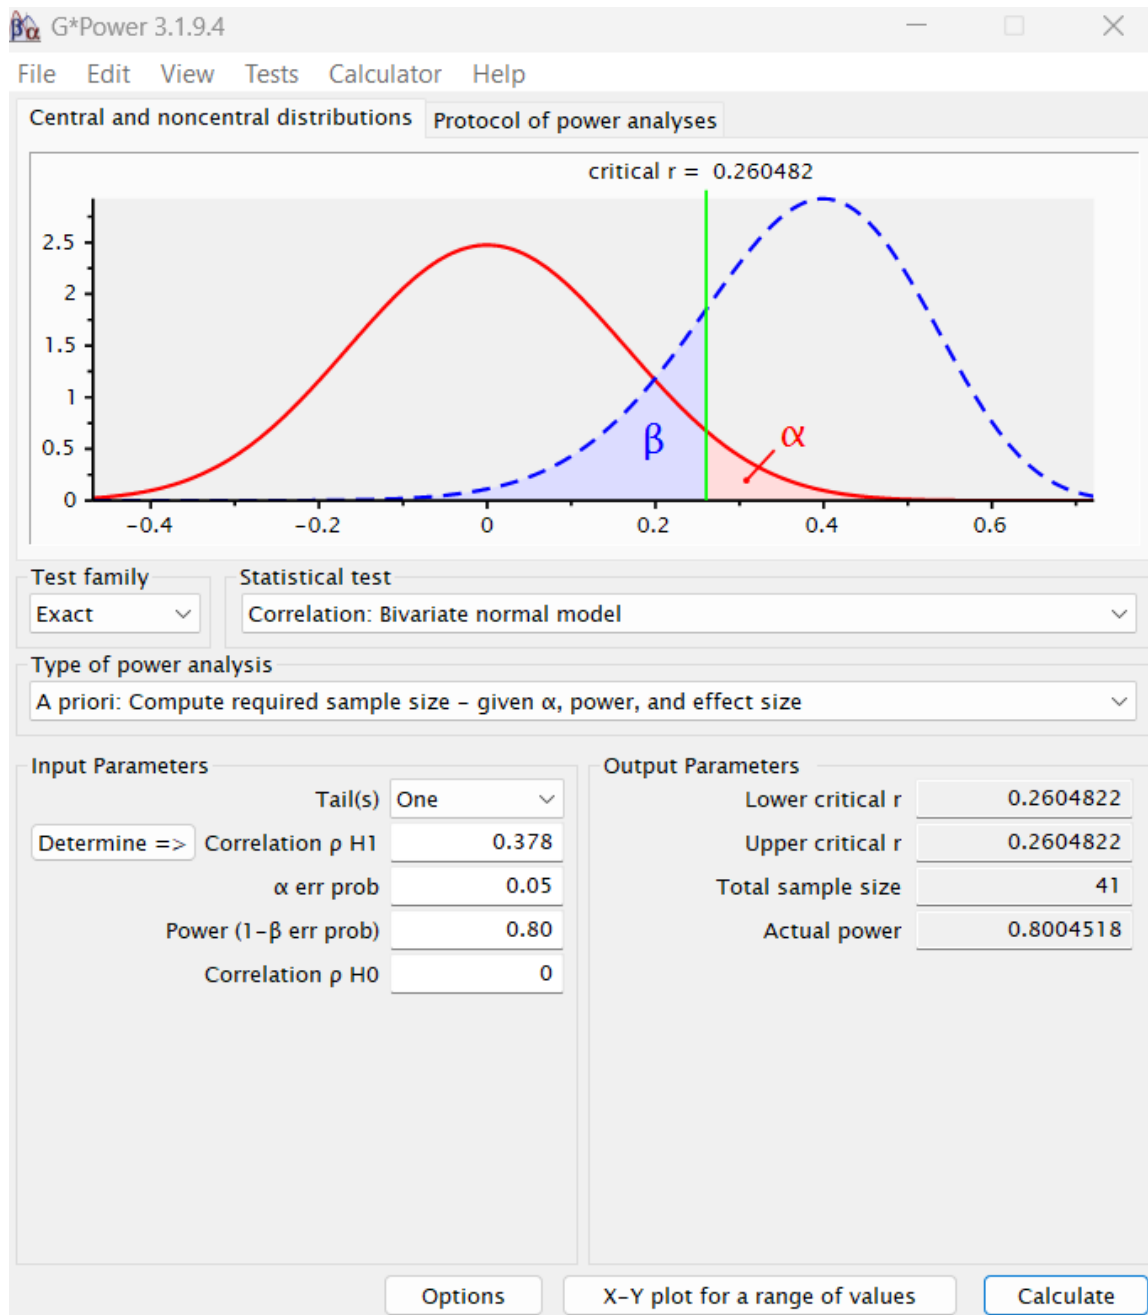 G*Power 3.1.9.4
File Edit View Tests Calculator Help
Central and noncentral distributions Protocol of power analyses
critical r = 0.260482
2.5
2
1.5
1
0.5
0
β
α
-0.4 -0.2 0 0.2 0.4 0.6
Test family Statistical test
Exact Correlation: Bivariate normal model
Type of power analysis
A priori: Compute required sample size – given α, power, and effect size
Input Parameters Output Parameters
Tail(s) One Lower critical r 0.2604822
Determine => Correlation ρ H1 0.378 Upper critical r 0.2604822
α err prob 0.05 Total sample size 41
Power (1-β err prob) 0.80 Actual power 0.8004518
Correlation ρ H0 0
Options X-Y plot for a range of values Calculate